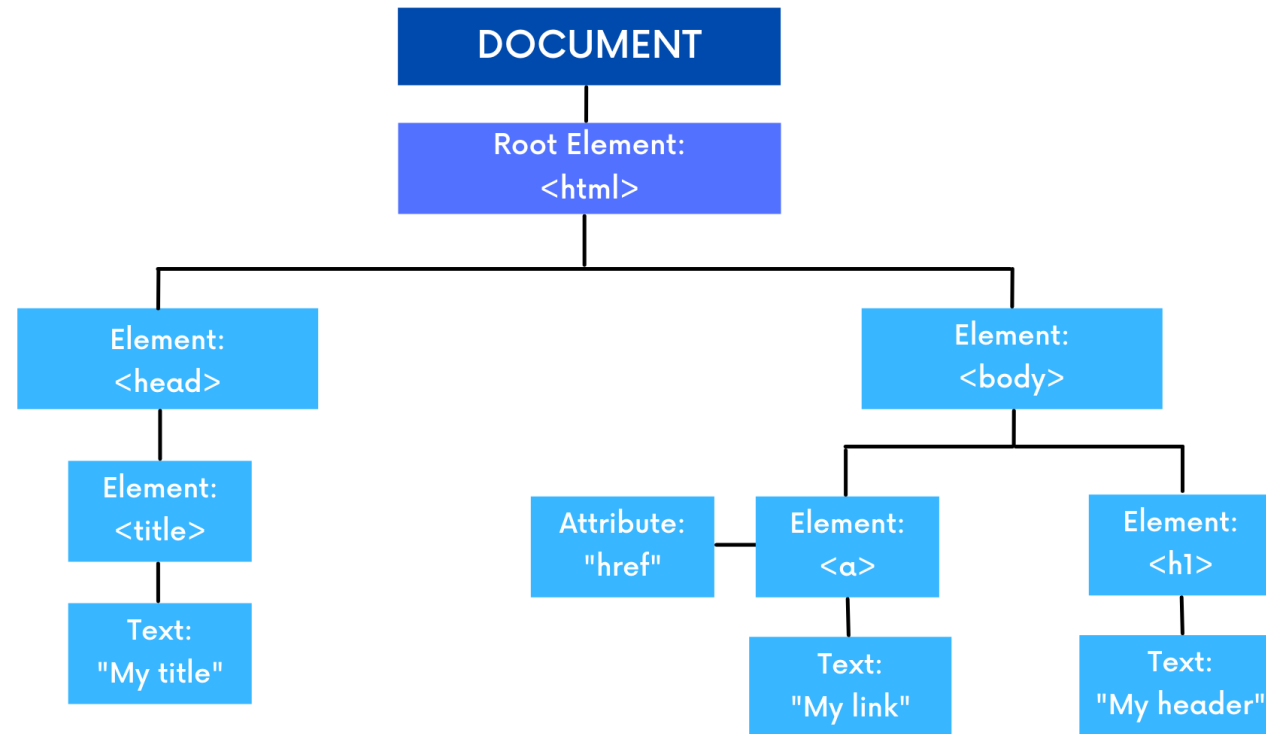 DOCUMENT
Root Element:
<html>
Element:
<head>
Element:
<body>
Element:
<title>
Attribute:
"href"
Element:
<a>
Element:
<h1>
Text:
"My title"
Text:
"My link"
Text:
"My header"